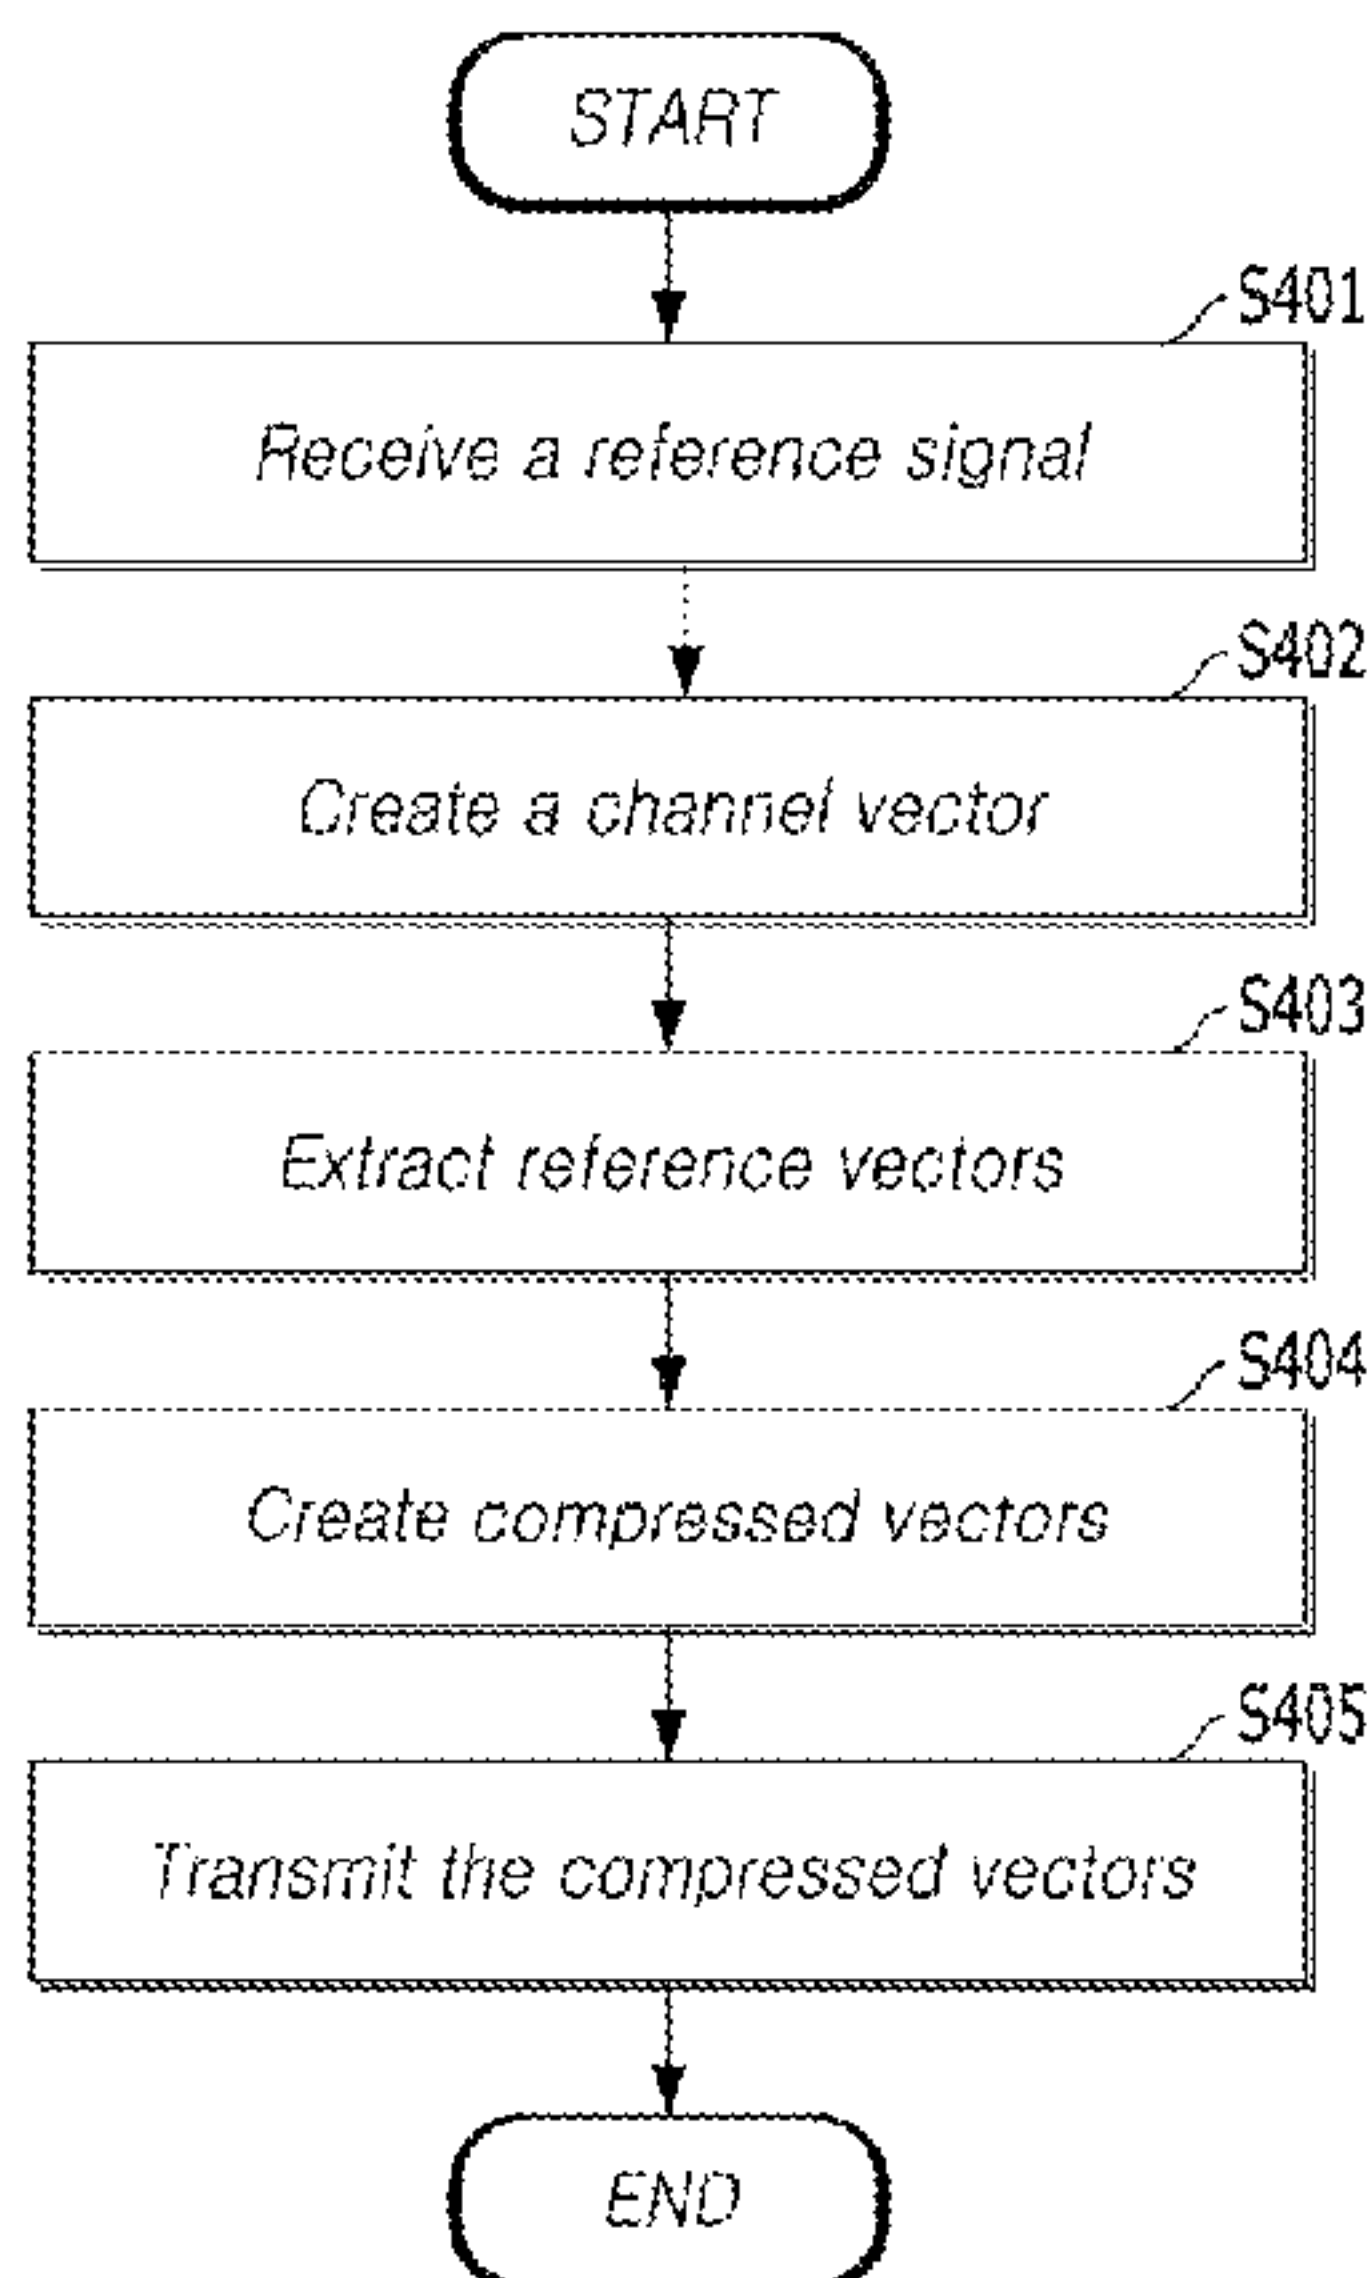 START
S401
Receive a reference signal
S402
Create a channel vector
S403
Extract reference vectors
S404
Create compressed vectors
S405
Transmit the compressed vectors
END